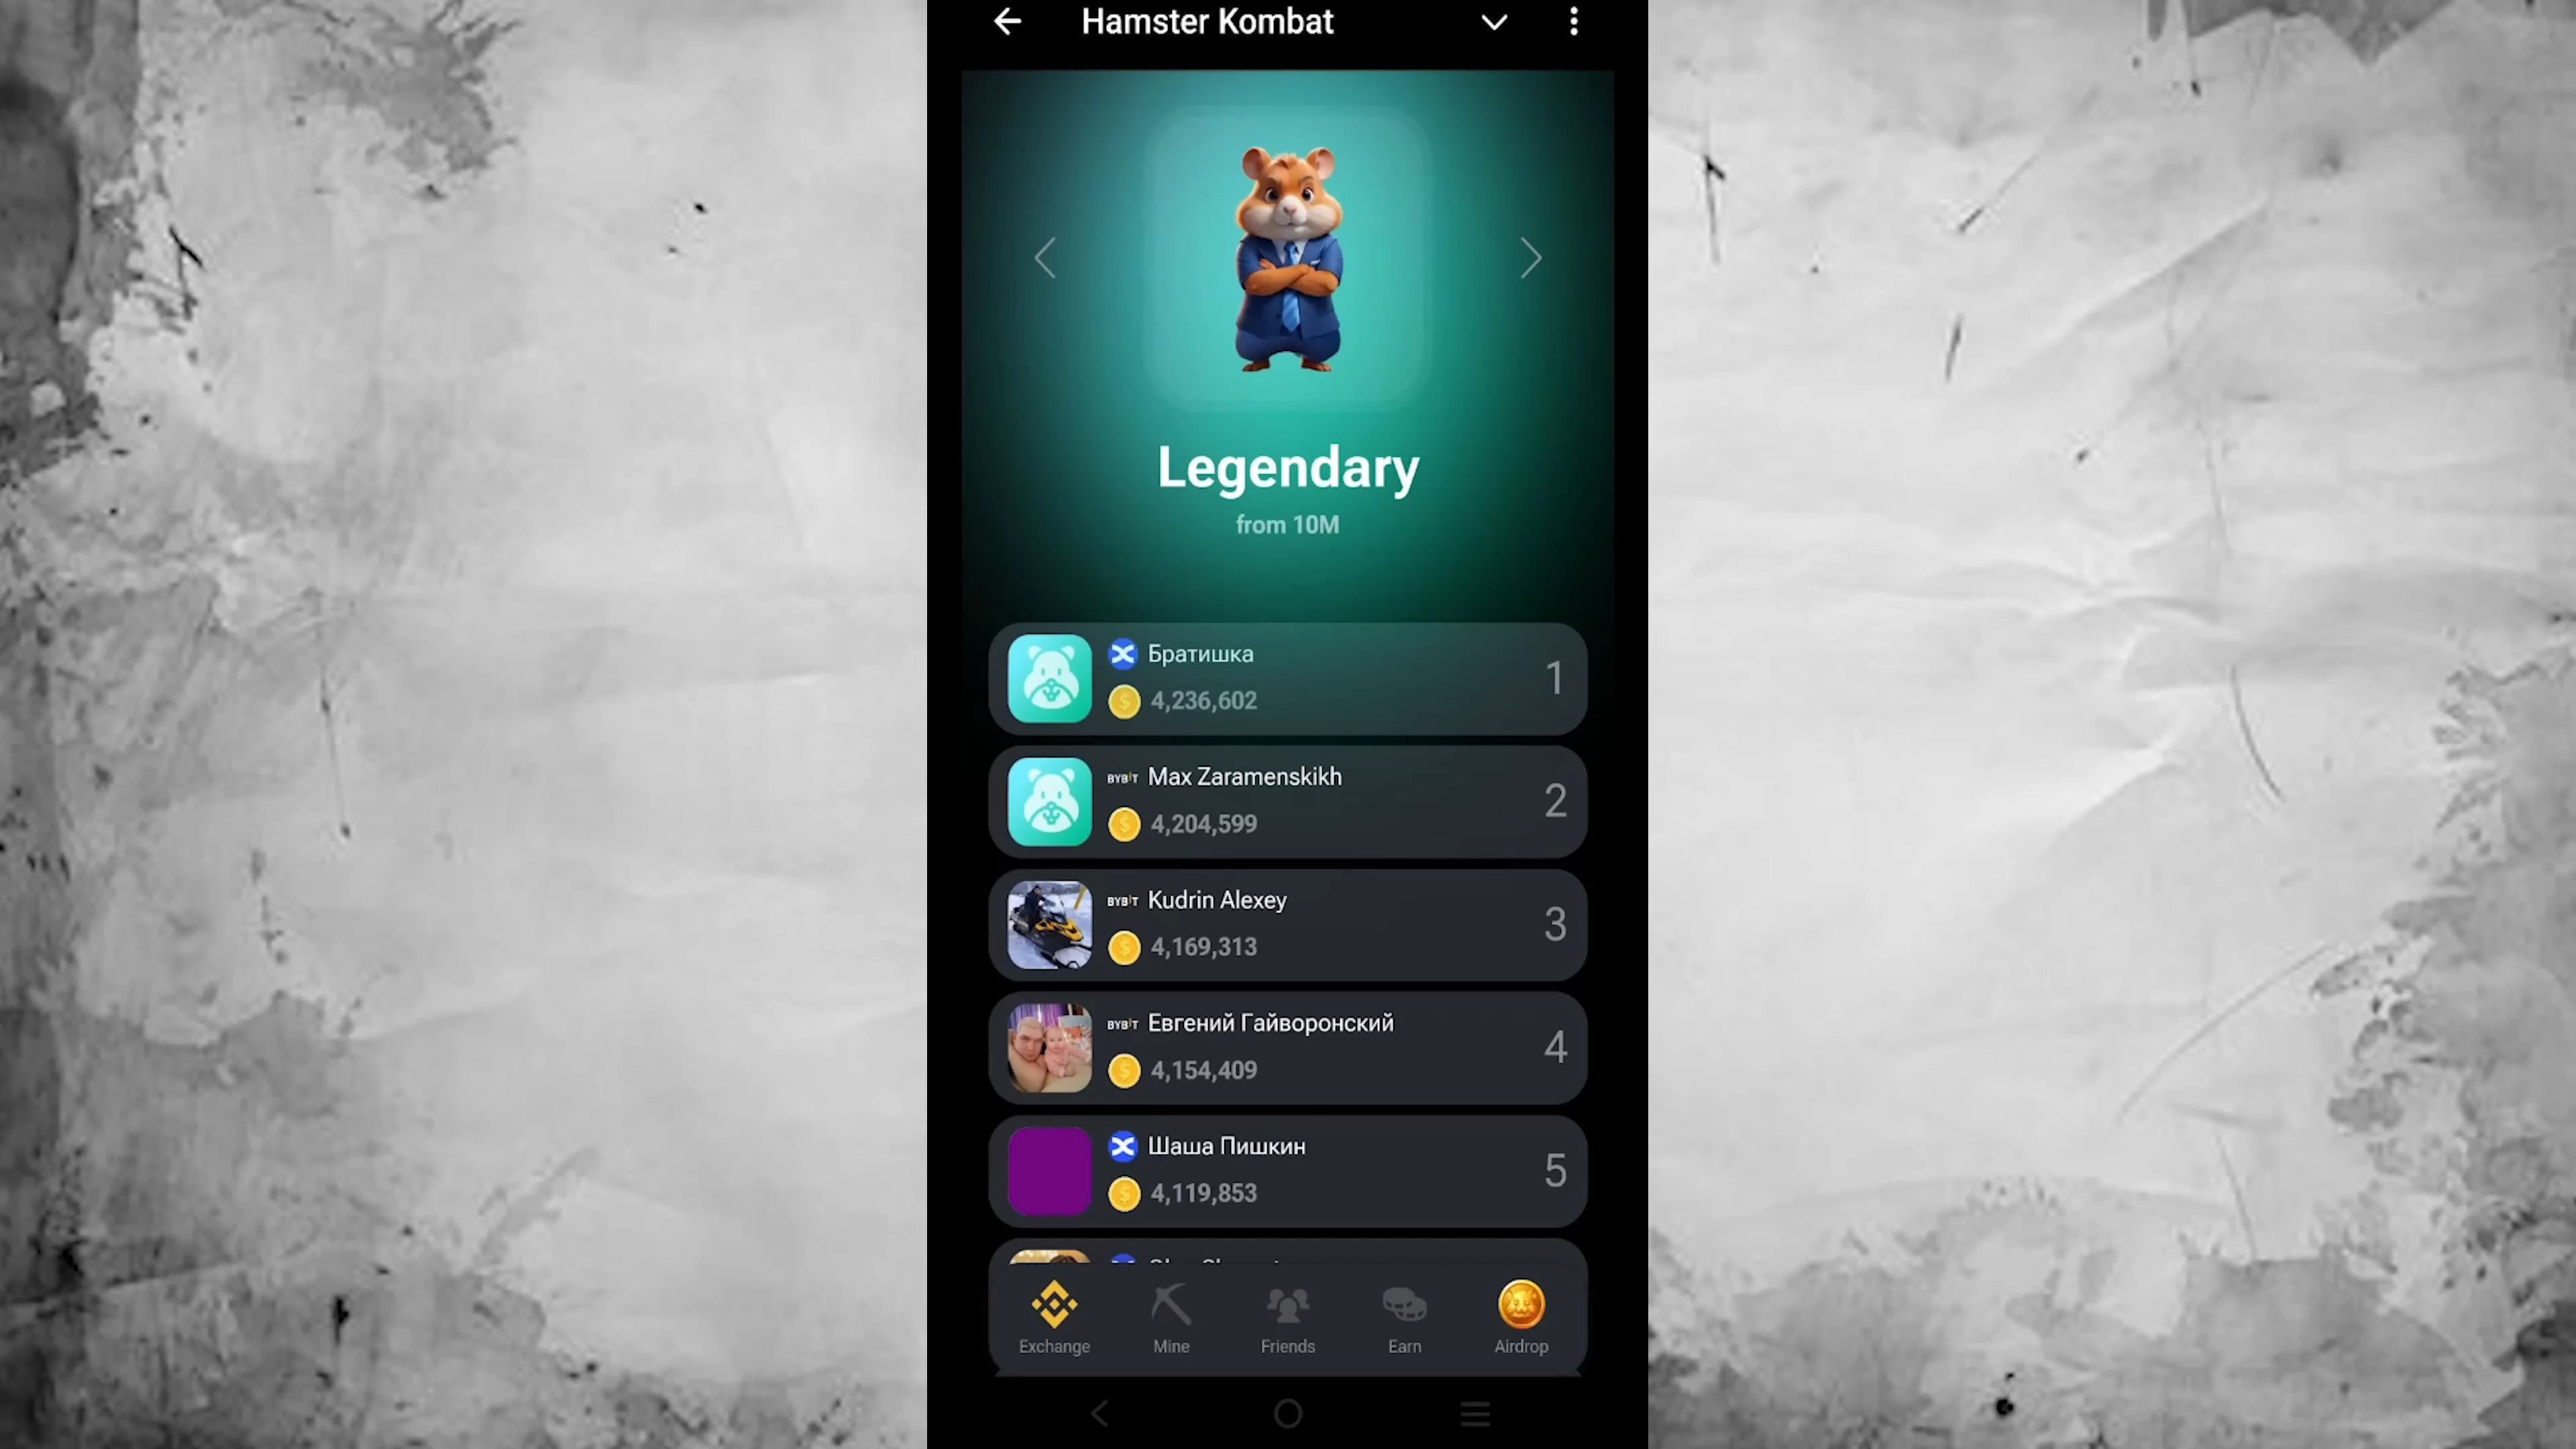 Hamster Kombat
Legendary
from 10M
Братишка
4,236,602
1
BYBIT Max Zaramenskikh
4,204,599
2
BYBIT Kudrin Alexey
4,169,313
3
BYBIT Евгений Гайворонский
4,154,409
4
Шаша Пишкин
4,119,853
5
Exchange
Mine
Friends
Earn
Airdrop